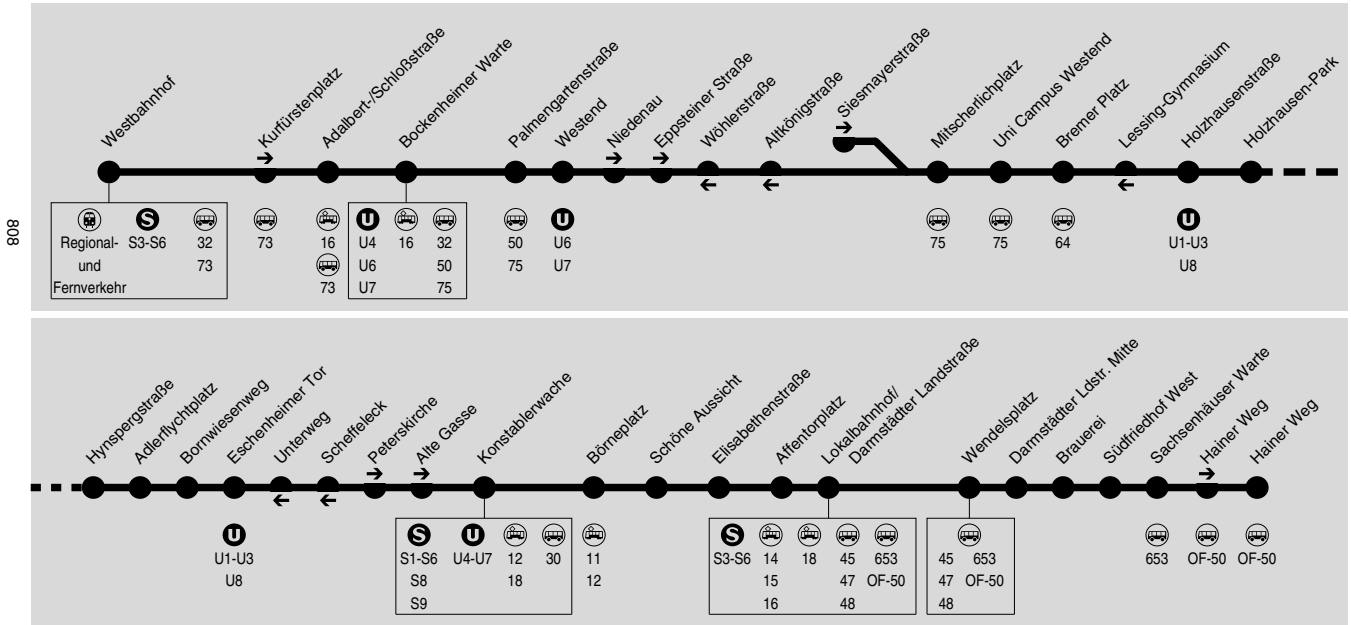 808
Westbahnhof
Kurfürstenplatz
Adalbert-/Schloßstraße
Bockenheimer Warte
Palmengartenstraße
Westend
Niedenau
Eppsteiner Straße
Wöhlerstraße
Altkönigstraße
Siesmayerstraße
Mitscherlichplatz
Uni Campus Westend
Bremer Platz
Lessing-Gymnasium
Holzhausenstraße
Holzhausen-Park
S U U U
Regional- S3-S6 32 73 16 U4 16 32 50 U6 75 75 64 U1-U3
und 73 U6 50 75 U7 U8
Fernverkehr 73 U7 75
Hynspergstraße
Adlerflychtplatz
Bornwiesenweg
Eschenheimer Tor
Unterweg
Scheffeleck
Peterskirche
Alte Gasse
Konstablerwache
Börneplatz
Schöne Aussicht
Elisabethenstraße
Affentorplatz
Lokalbahnhof/
Darmstädter Landstraße
Wendelsplatz
Darmstädter Ldstr. Mitte
Brauerei
Südfriedhof West
Sachsenhäuser Warte
Hainer Weg
Hainer Weg
U S U S
U1-U3 S1-S6 U4-U7 12 30 11 S3-S6 14 18 45 653 45 653 653 OF-50 OF-50
U8 S8 18 12 15 47 OF-50 47 OF-50
S9 16 48 48